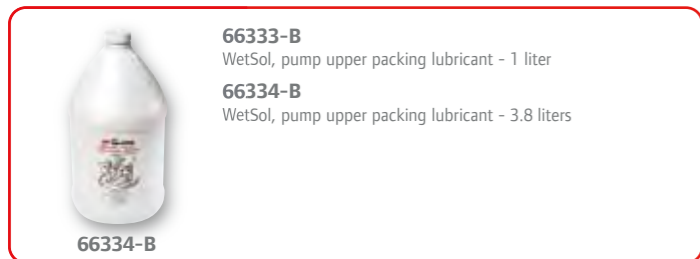 66333-B
WetSol, pump upper packing lubricant - 1 liter
66334-B
WetSol, pump upper packing lubricant - 3.8 liters
66334-B